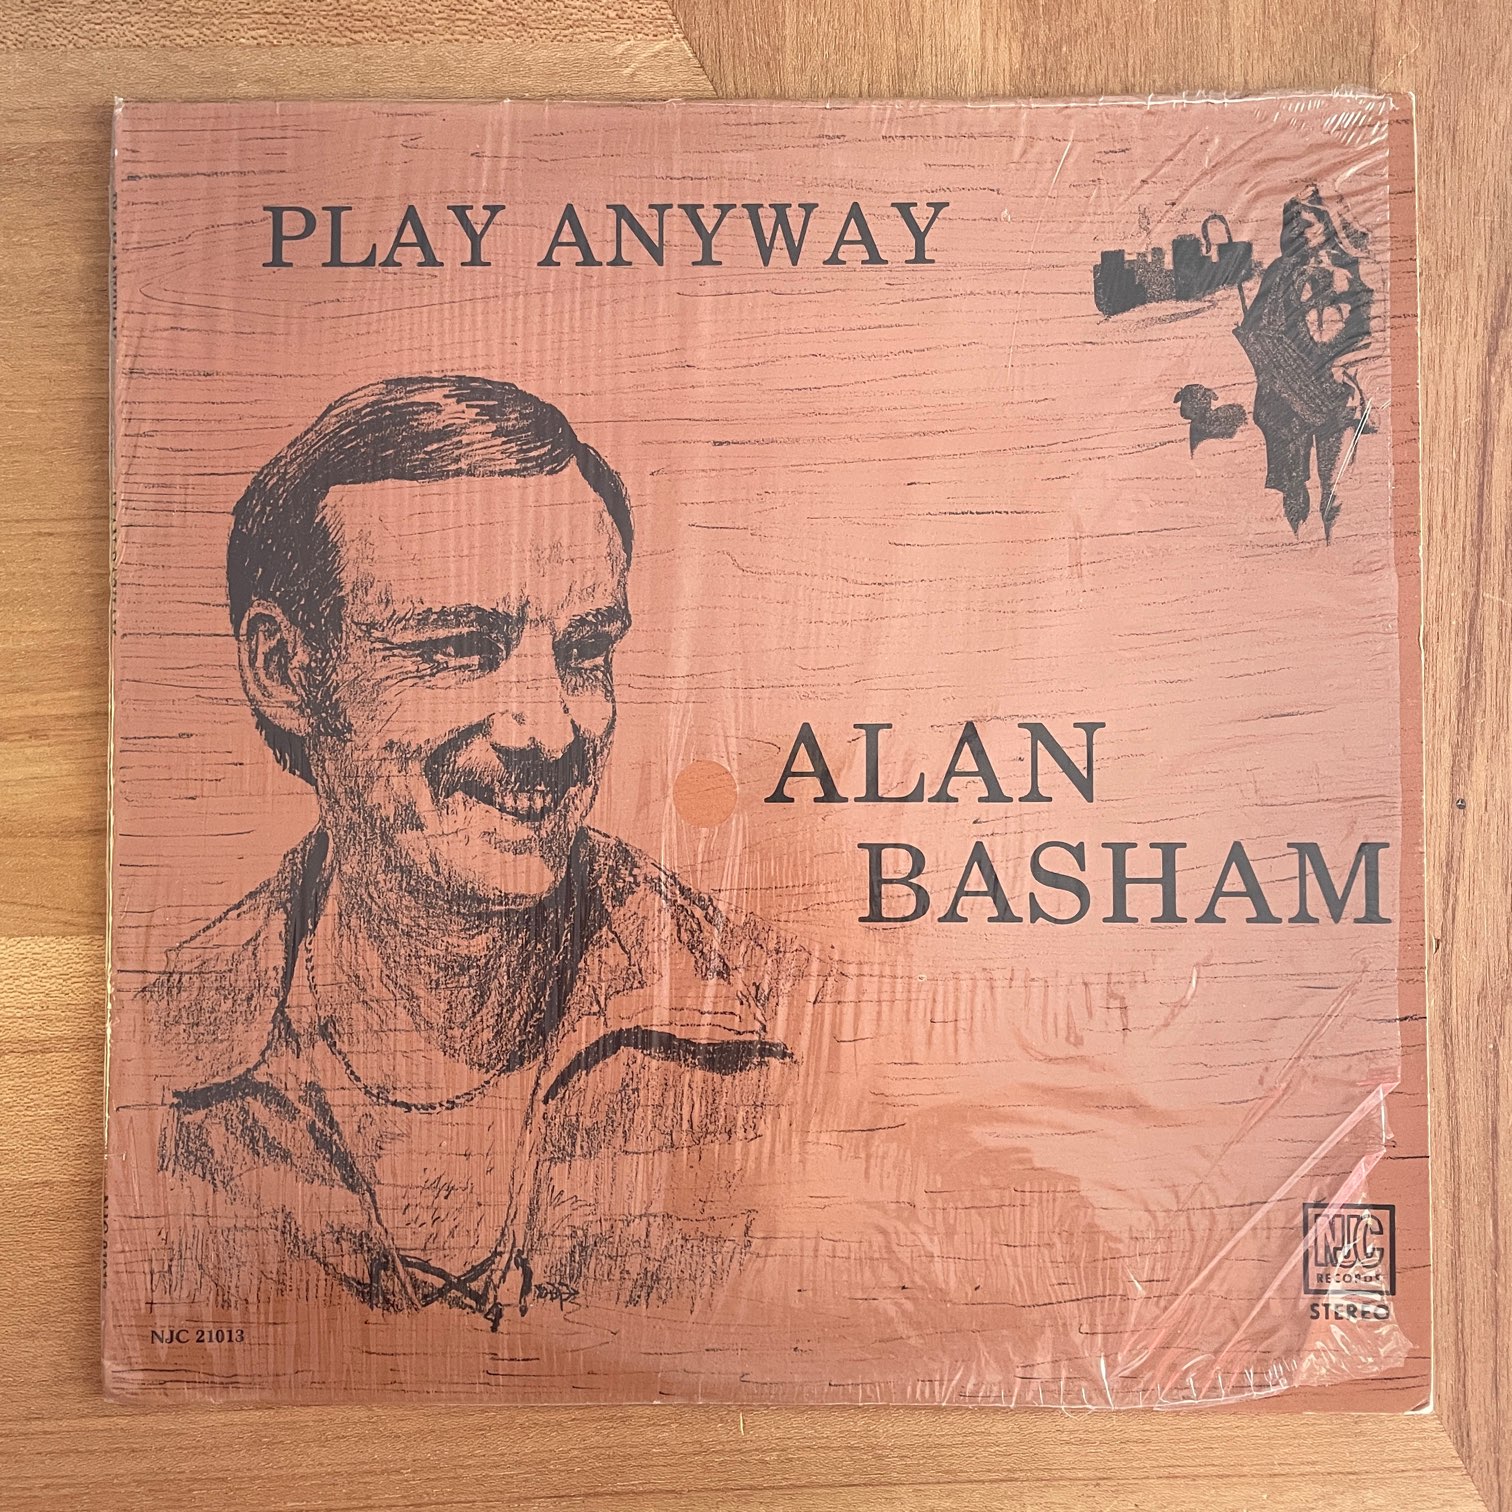 PLAY ANYWAY
ALAN
BASHAM
NJC
RECORDS
STEREO
NJC 21013